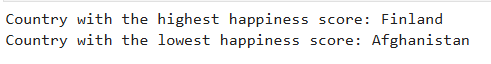 Country with the highest happiness score: Finland
Country with the lowest happiness score: Afghanistan